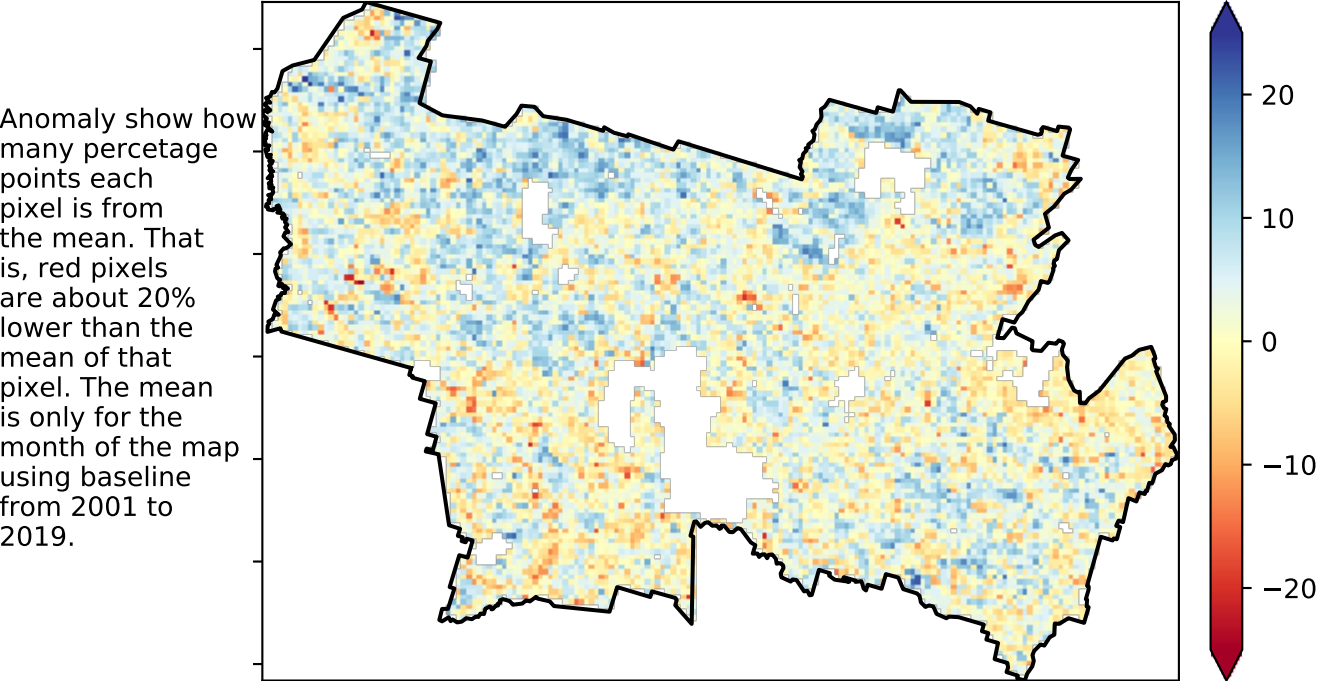 Anomaly show how
many percetage
points each
pixel is from
the mean. That
is, red pixels
are about 20%
lower than the
mean of that
pixel. The mean
is only for the
month of the map
using baseline
from 2001 to
2019.
20
10
0
−10
−20